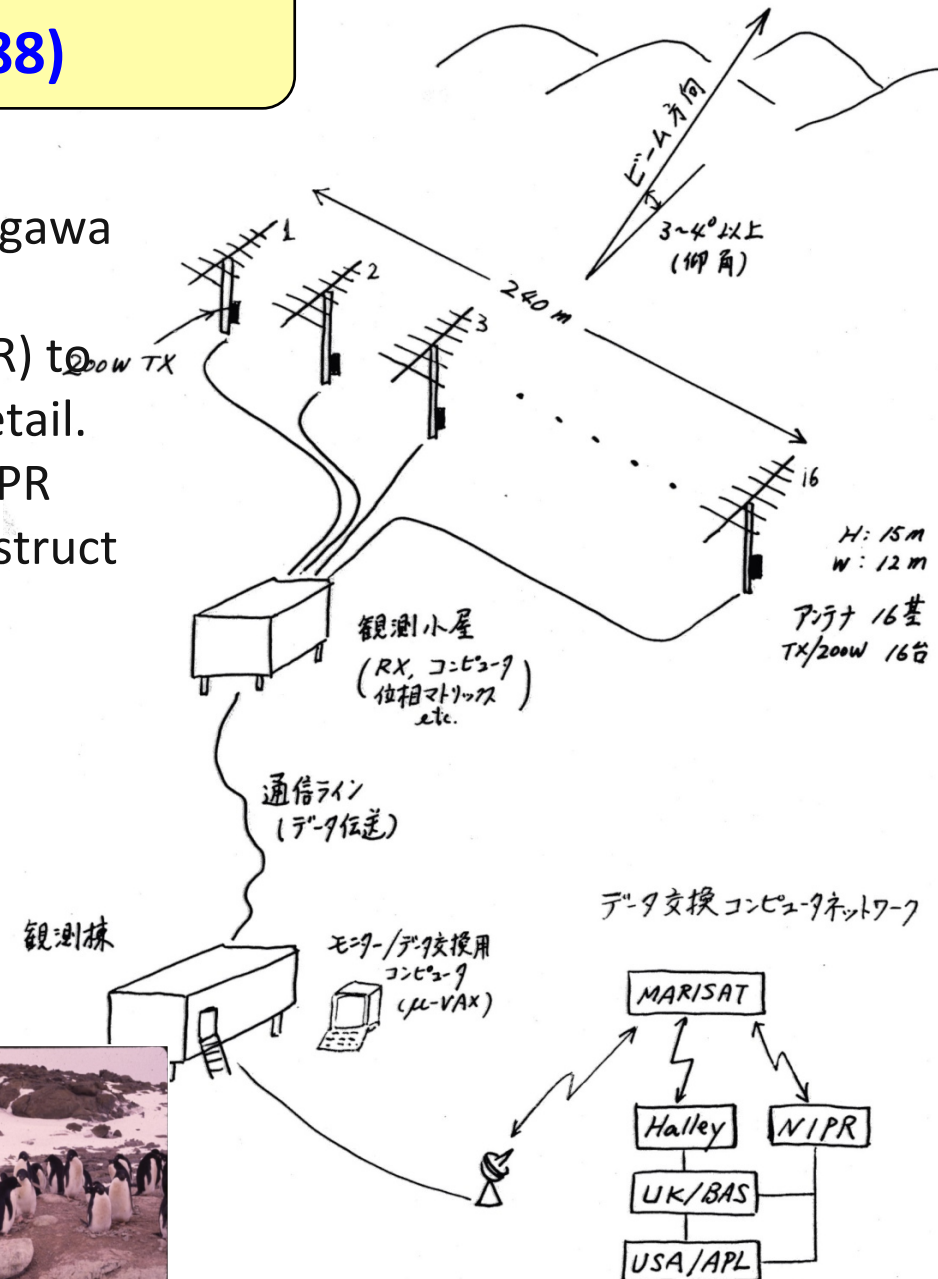 88)
gawa
R) to
etail.
PR
struct
ビーム方向
3~4°以上
(仰角)
240 m
1
2
3
16
200W TX
H: 15m
W: 12m
アンテナ 16基
TX/200W 16台
観測小屋
(RX, コンピュータ
位相マトリックス
etc.)
通信ライン
(データ伝送)
観測棟
モニター/データ交換用
コンピュータ
(μ-VAX)
データ交換コンピュータネットワーク
MARISAT
Halley
NIPR
UK/BAS
USA/APL